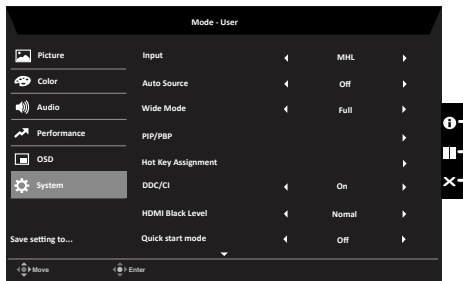 Mode - User
Picture
Color
Audio
Performance
OSD
System
Save setting to...
Input MHL
Auto Source Off
Wide Mode Full
PIP/PBP
Hot Key Assignment
DDC/CI On
HDMI Black Level Nomal
Quick start mode Off
Move Enter